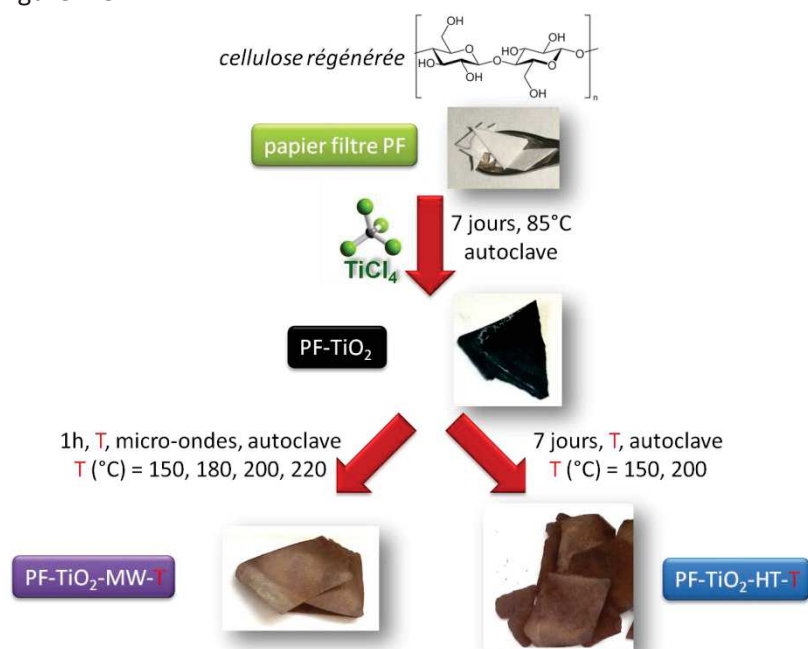 OH
OH
HO
O
O
cellulose régénérée
HO
O
HO
O
OH
OH
n
papier filtre PF
7 jours, 85°C
autoclave
TiCl4
PF-TiO2
1h, T, micro-ondes, autoclave
T (°C) = 150, 180, 200, 220
7 jours, T, autoclave
T (°C) = 150, 200
PF-TiO2-MW-T
PF-TiO2-HT-T